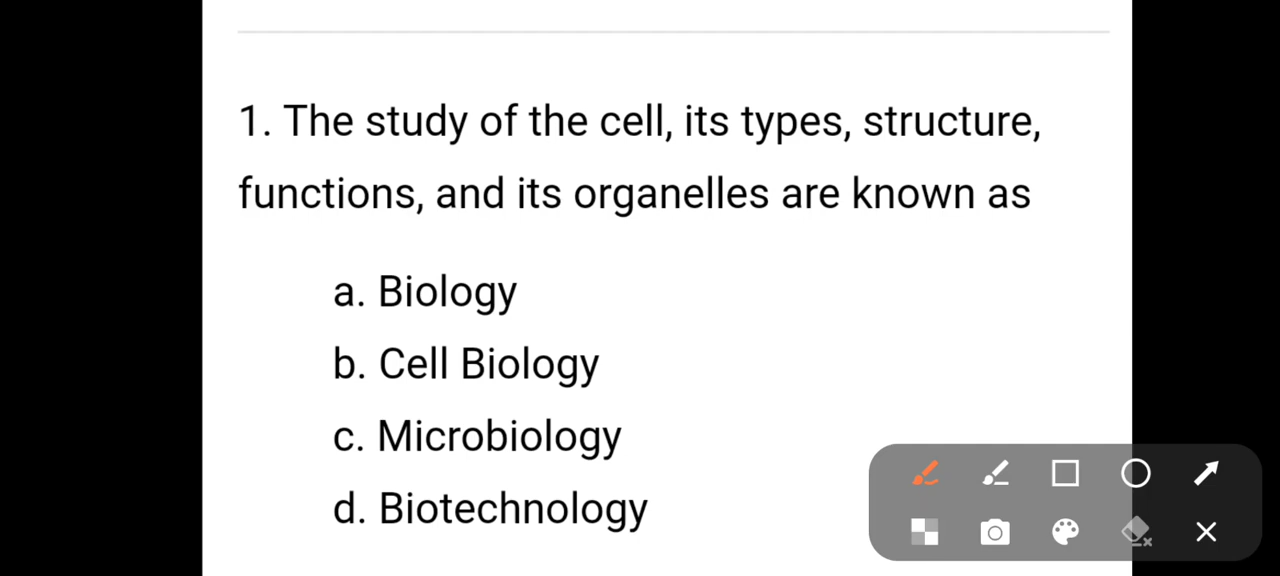 1. The study of the cell, its types, structure,
functions, and its organelles are known as
a. Biology
b. Cell Biology
c. Microbiology
d. Biotechnology